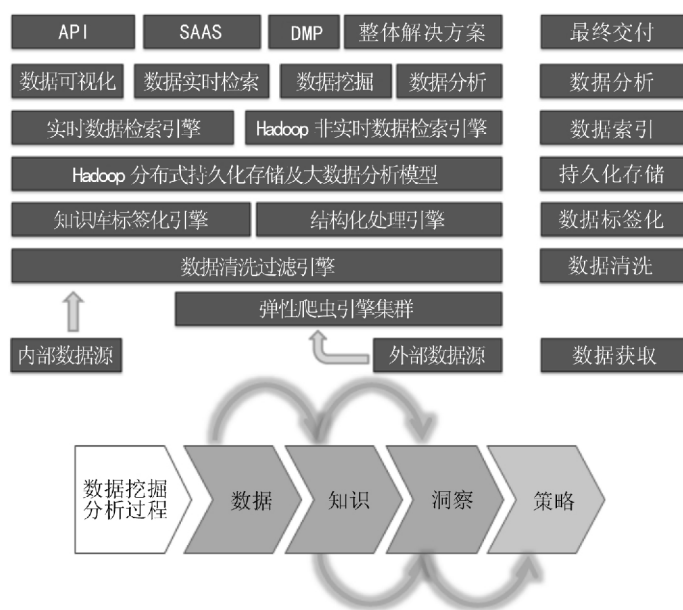 API SAAS DMP 整体解决方案 最终交付
数据可视化 数据实时检索 数据挖掘 数据分析 数据分析
实时数据检索引擎 Hadoop 非实时数据检索引擎 数据索引
Hadoop 分布式持久化存储及大数据分析模型 持久化存储
知识库标签化引擎 结构化处理引擎 数据标签化
数据清洗过滤引擎 数据清洗
弹性爬虫引擎集群
内部数据源 外部数据源 数据获取
数据挖掘
分析过程
数据 知识 洞察 策略